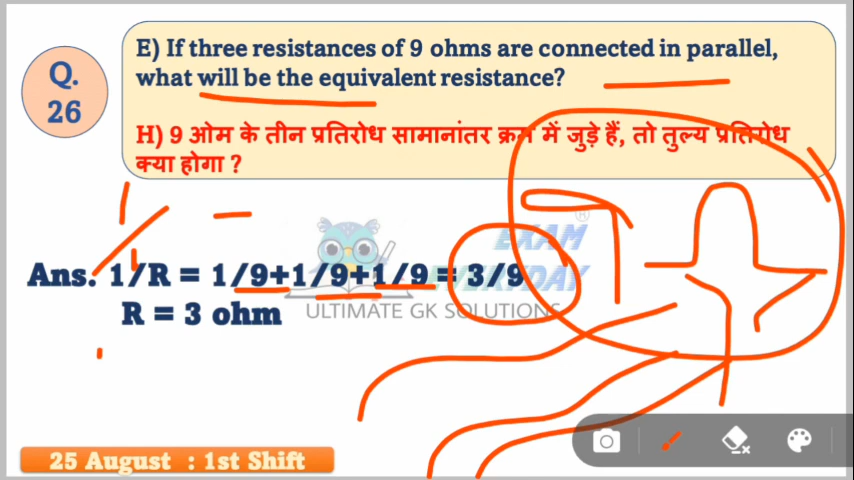 Q.
26
E) If three resistances of 9 ohms are connected in parallel,
what will be the equivalent resistance?
H) 9 ओम के तीन प्रतिरोध सामानांतर क्रम में जुड़े हैं, तो तुल्य प्रतिरोध
क्या होगा ?
EXAM
EVERYDAY
Ans. 1/R = 1/9+1/9+1/9 = 3/9
R = 3 ohm
ULTIMATE GK SOLUTIONS
25 August : 1st Shift